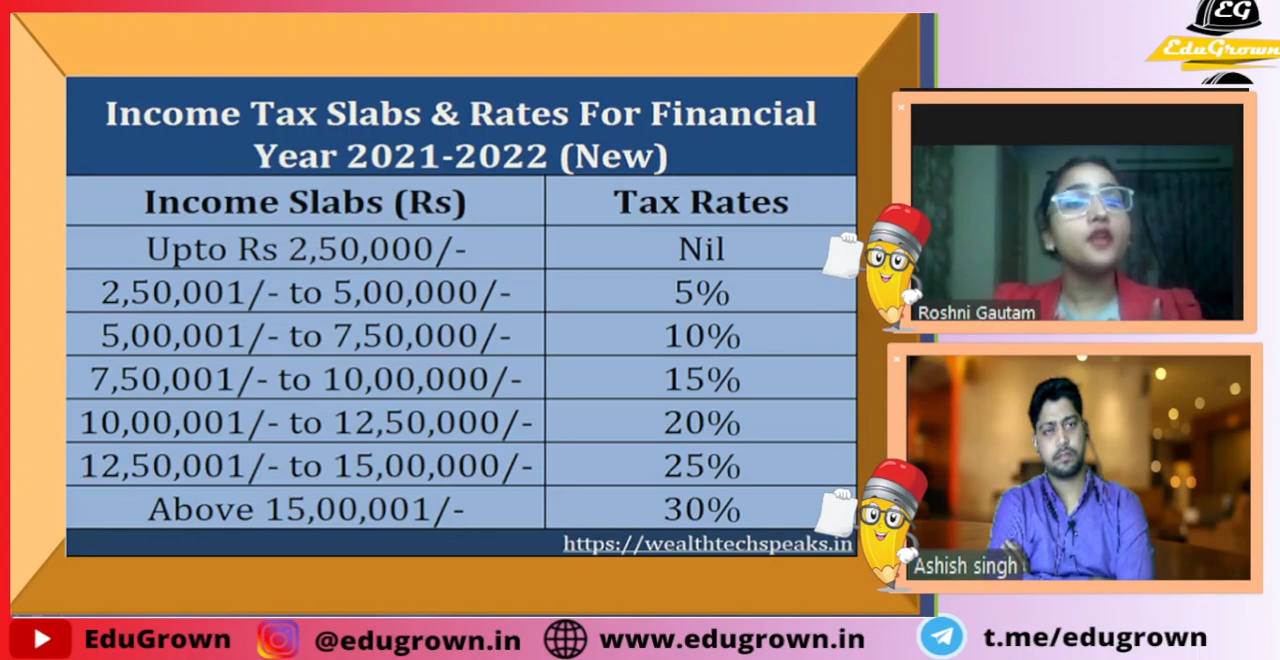 EG
EduGrown
Income Tax Slabs & Rates For Financial
Year 2021-2022 (New)
Income Slabs (Rs) Tax Rates
Upto Rs 2,50,000/- Nil
2,50,001/- to 5,00,000/- 5%
5,00,001/- to 7,50,000/- 10%
7,50,001/- to 10,00,000/- 15%
10,00,001/- to 12,50,000/- 20%
12,50,001/- to 15,00,000/- 25%
Above 15,00,001/- 30%
https://wealthtechspeaks.in
Roshni Gautam
Ashish singh
EduGrown @edugrown.in www.edugrown.in t.me/edugrown